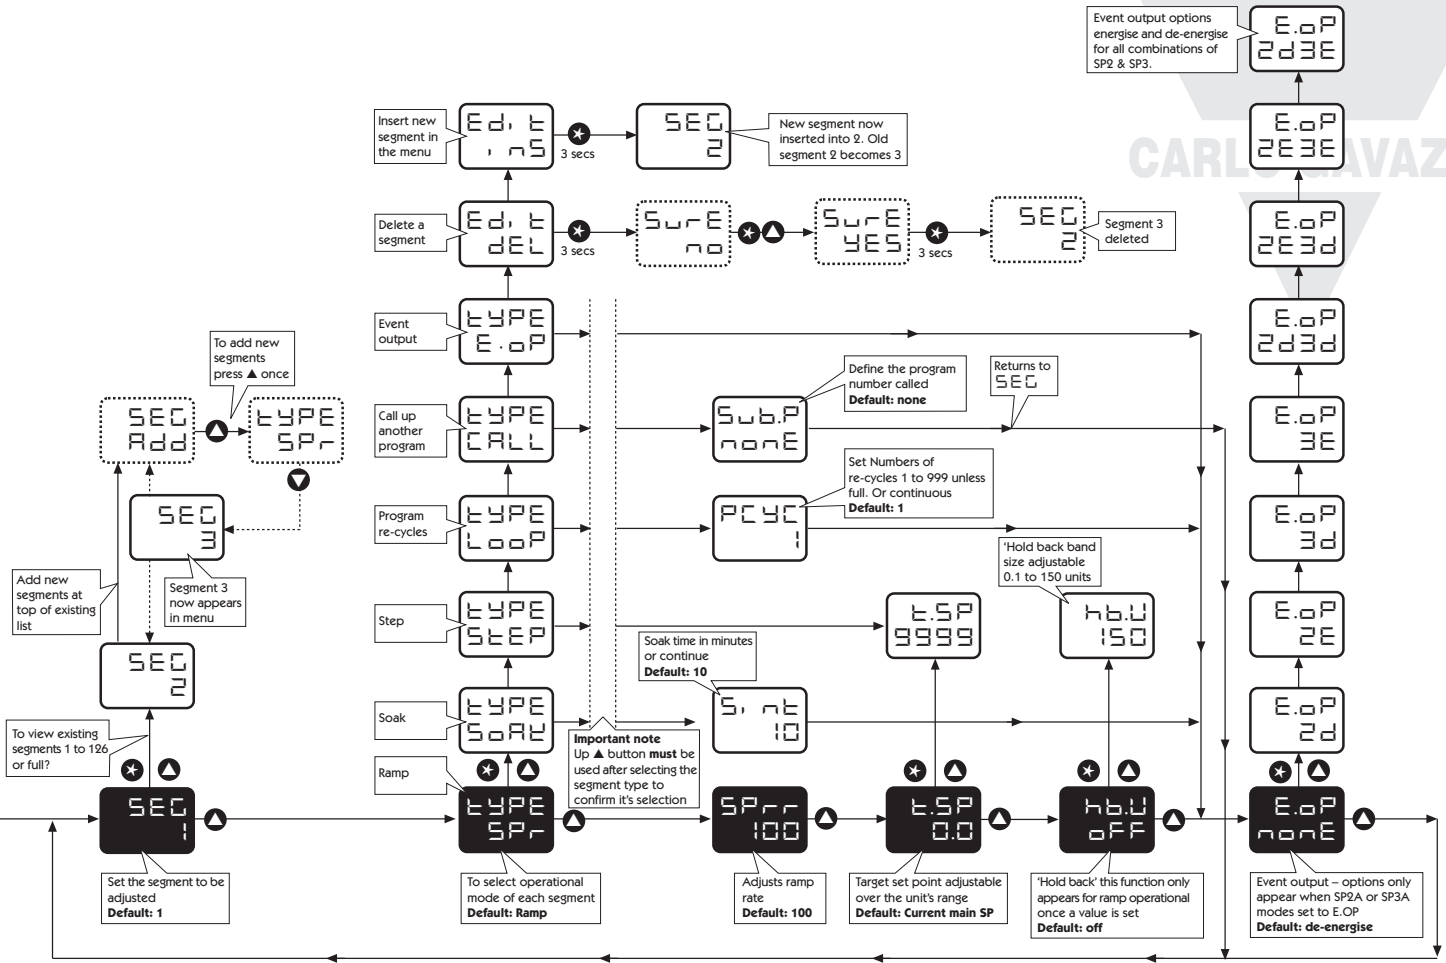 Event output options
energise and de-energise
for all combinations of
SP2 & SP3.
E.oP
2d3E
Insert new
segment in
the menu
Edit
inS
3 secs
SEG
2
New segment now
inserted into 2. Old
segment 2 becomes 3
E.oP
2E3E
CARLO GAVAZ
Delete a
segment
Edit
dEL
3 secs
SurE
no
SurE
YES
3 secs
SEG
2
Segment 3
deleted
E.oP
2E3d
Event
output
tYPE
E.oP
E.oP
2d3d
To add new
segments
press ▲ once
SEG
Add
tYPE
SPr
Call up
another
program
tYPE
CALL
Sub.P
nonE
Define the program
number called
Default: none
Returns to
SEG
E.oP
3E
SEG
3
Segment 3
now appears
in menu
Program
re-cycles
tYPE
LooP
PCYC
1
Set Numbers of
re-cycles 1 to 999 unless
full. Or continuous
Default: 1
E.oP
3d
Add new
segments at
top of existing
list
Step
tYPE
StEP
t.SP
9999
'Hold back band
size adjustable
0.1 to 150 units
hb.U
150
E.oP
2E
SEG
2
Soak
tYPE
SoAK
Soak time in minutes
or continue
Default: 10
Sint
10
E.oP
2d
To view existing
segments 1 to 126
or full?
Important note
Up ▲ button must be
used after selecting the
segment type to
confirm it's selection
Ramp
SEG
1
tYPE
SPr
SPrr
100
t.SP
0.0
hb.U
oFF
E.oP
nonE
Set the segment to be
adjusted
Default: 1
To select operational
mode of each segment
Default: Ramp
Adjusts ramp
rate
Default: 100
Target set point adjustable
over the unit's range
Default: Current main SP
'Hold back' this function only
appears for ramp operational
once a value is set
Default: off
Event output – options only
appear when SP2A or SP3A
modes set to E.OP
Default: de-energise